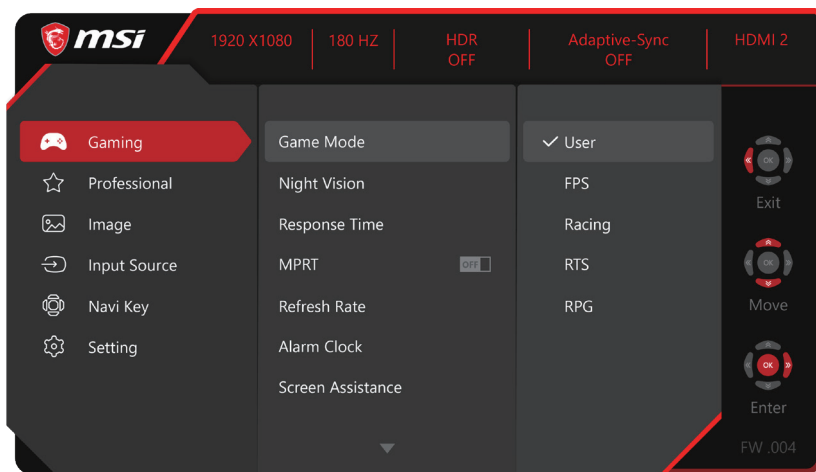 msi
1920 X1080
180 HZ
HDR
OFF
Adaptive-Sync
OFF
HDMI 2
Gaming
Professional
Image
Input Source
Navi Key
Setting
Game Mode
Night Vision
Response Time
MPRT
OFF
Refresh Rate
Alarm Clock
Screen Assistance
User
FPS
Racing
RTS
RPG
OK
Exit
OK
Move
OK
Enter
FW .004